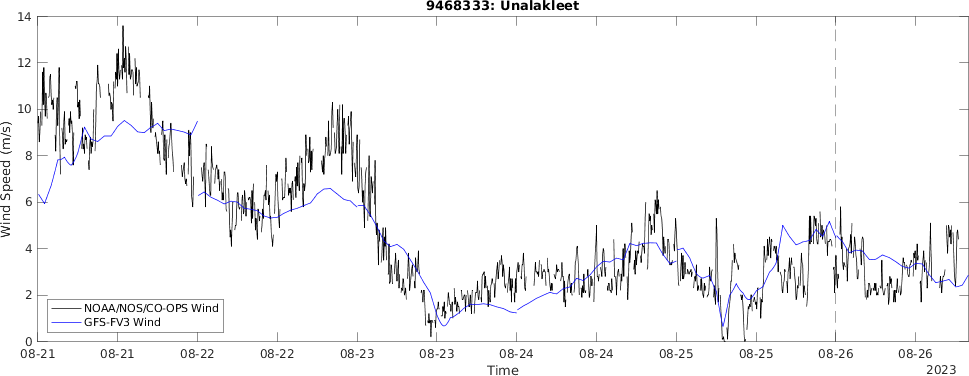 9468333: Unalakleet
Wind Speed (m/s)
14
12
10
8
6
4
2
0
NOAA/NOS/CO-OPS Wind
GFS-FV3 Wind
08-21 08-21 08-22 08-22 08-23 08-23 08-24 08-24 08-25 08-25 08-26 08-26
Time
2023